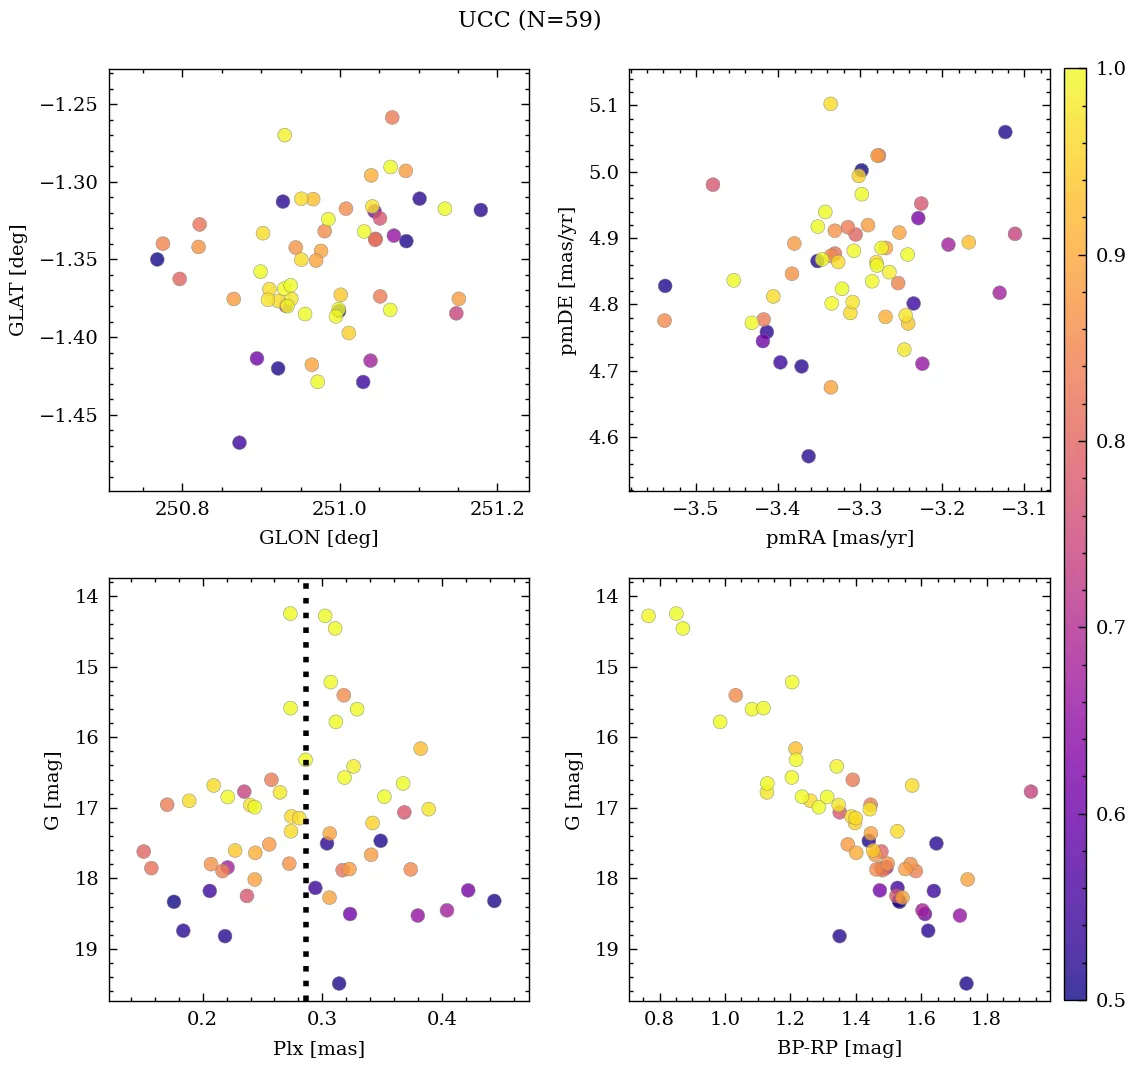 UCC (N=59)
−1.25
−1.30
−1.35
−1.40
−1.45
GLAT [deg]
250.8 251.0 251.2
GLON [deg]
5.1
5.0
4.9
4.8
4.7
4.6
pmDE [mas/yr]
−3.5 −3.4 −3.3 −3.2 −3.1
pmRA [mas/yr]
14
15
16
17
18
19
G [mag]
0.2 0.3 0.4
Plx [mas]
14
15
16
17
18
19
G [mag]
0.8 1.0 1.2 1.4 1.6 1.8
BP-RP [mag]
1.0
0.9
0.8
0.7
0.6
0.5